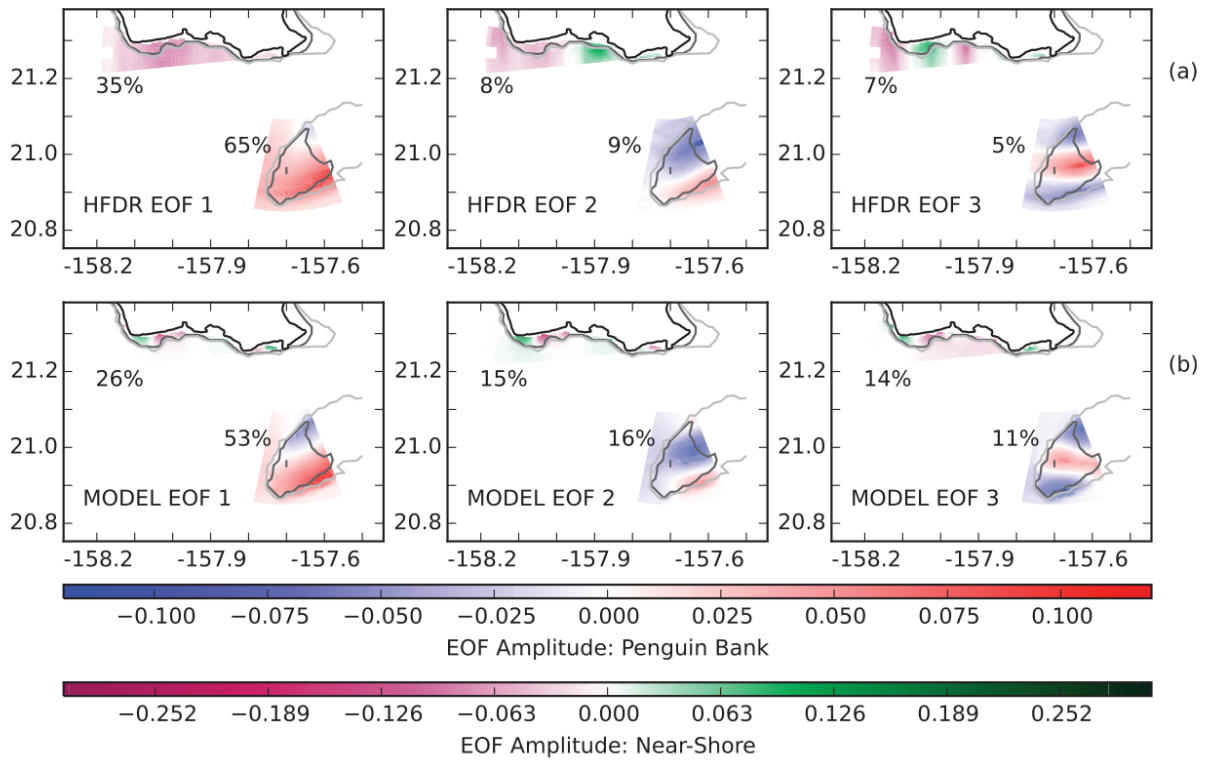 21.2
21.0
20.8
35%
65%
HFDR EOF 1
-158.2 -157.9 -157.6
21.2
21.0
20.8
8%
9%
HFDR EOF 2
-158.2 -157.9 -157.6
21.2
21.0
20.8
7%
5%
HFDR EOF 3
-158.2 -157.9 -157.6
(a)
21.2
21.0
20.8
26%
53%
MODEL EOF 1
-158.2 -157.9 -157.6
21.2
21.0
20.8
15%
16%
MODEL EOF 2
-158.2 -157.9 -157.6
21.2
21.0
20.8
14%
11%
MODEL EOF 3
-158.2 -157.9 -157.6
(b)
−0.100 −0.075 −0.050 −0.025 0.000 0.025 0.050 0.075 0.100
EOF Amplitude: Penguin Bank
−0.252 −0.189 −0.126 −0.063 0.000 0.063 0.126 0.189 0.252
EOF Amplitude: Near-Shore